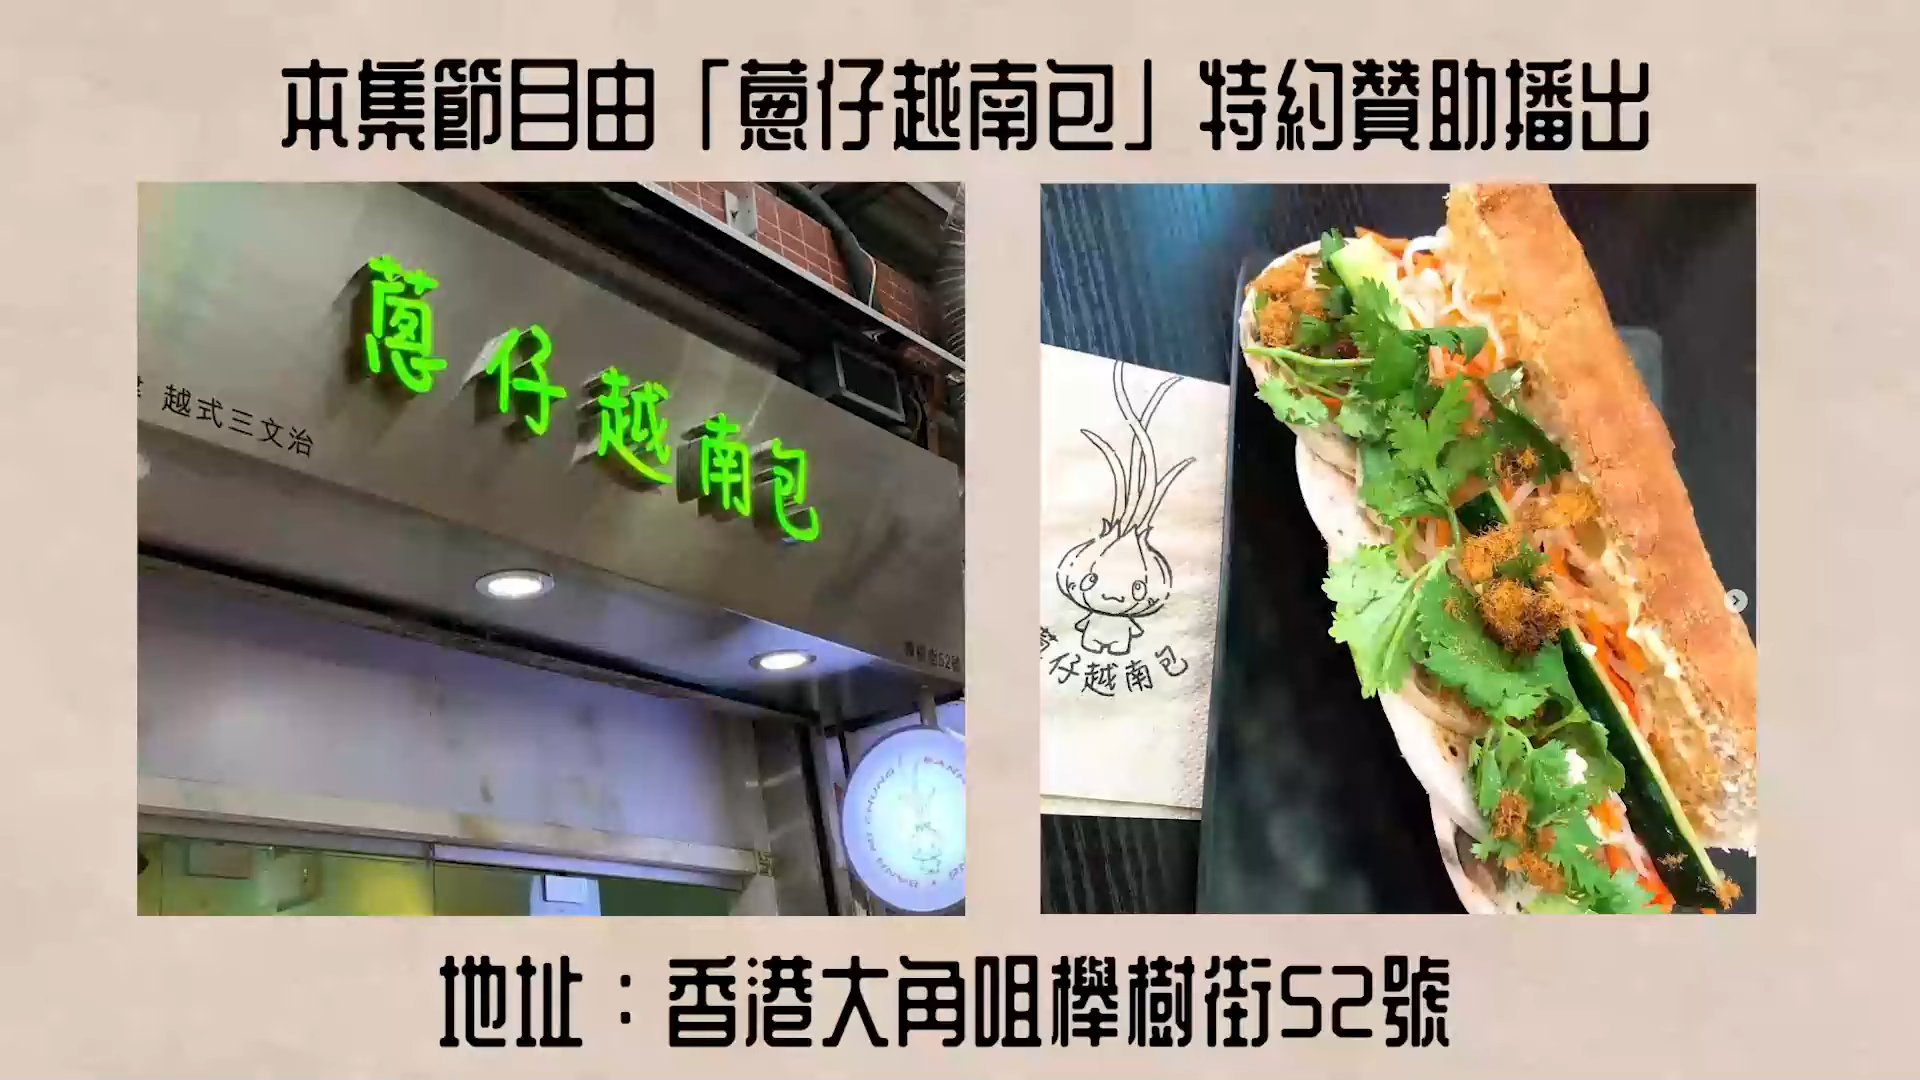 本集節目由「蔥仔越南包」特約贊助播出
蔥仔越南包
越式三文治
仔越南包
地址：香港大角咀櫸樹街52號